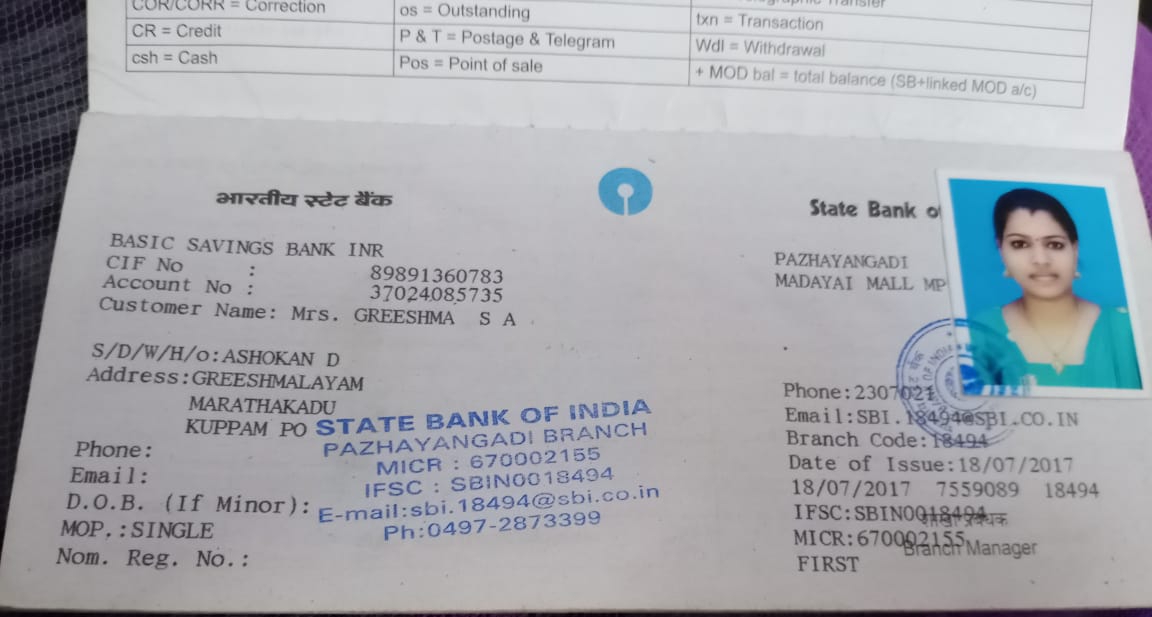 COR/CORR = Correction
os = Outstanding
Transfer
CR = Credit
P & T = Postage & Telegram
txn = Transaction
csh = Cash
Pos = Point of sale
Wdl = Withdrawal
+ MOD bal = total balance (SB+linked MOD a/c)
भारतीय स्टेट बैंक
State Bank o
BASIC SAVINGS BANK INR
CIF No : 89891360783
Account No : 37024085735
Customer Name: Mrs. GREESHMA S A
S/D/W/H/o:ASHOKAN D
Address:GREESHMALAYAM
MARATHAKADU
KUPPAM PO
Phone:
Email:
D.O.B. (If Minor):
MOP.:SINGLE
Nom. Reg. No.:
STATE BANK OF INDIA
PAZHAYANGADI BRANCH
MICR : 670002155
IFSC : SBIN0018494
E-mail:sbi.18494@sbi.co.in
Ph:0497-2873399
PAZHAYANGADI
MADAYAI MALL MP
Phone:2307021
Email:SBI.18494@SBI.CO.IN
Branch Code:18494
Date of Issue:18/07/2017
18/07/2017 7559089 18494
IFSC:SBIN0018494
शाखा प्रबंधक
MICR:670002155
Branch Manager
FIRST